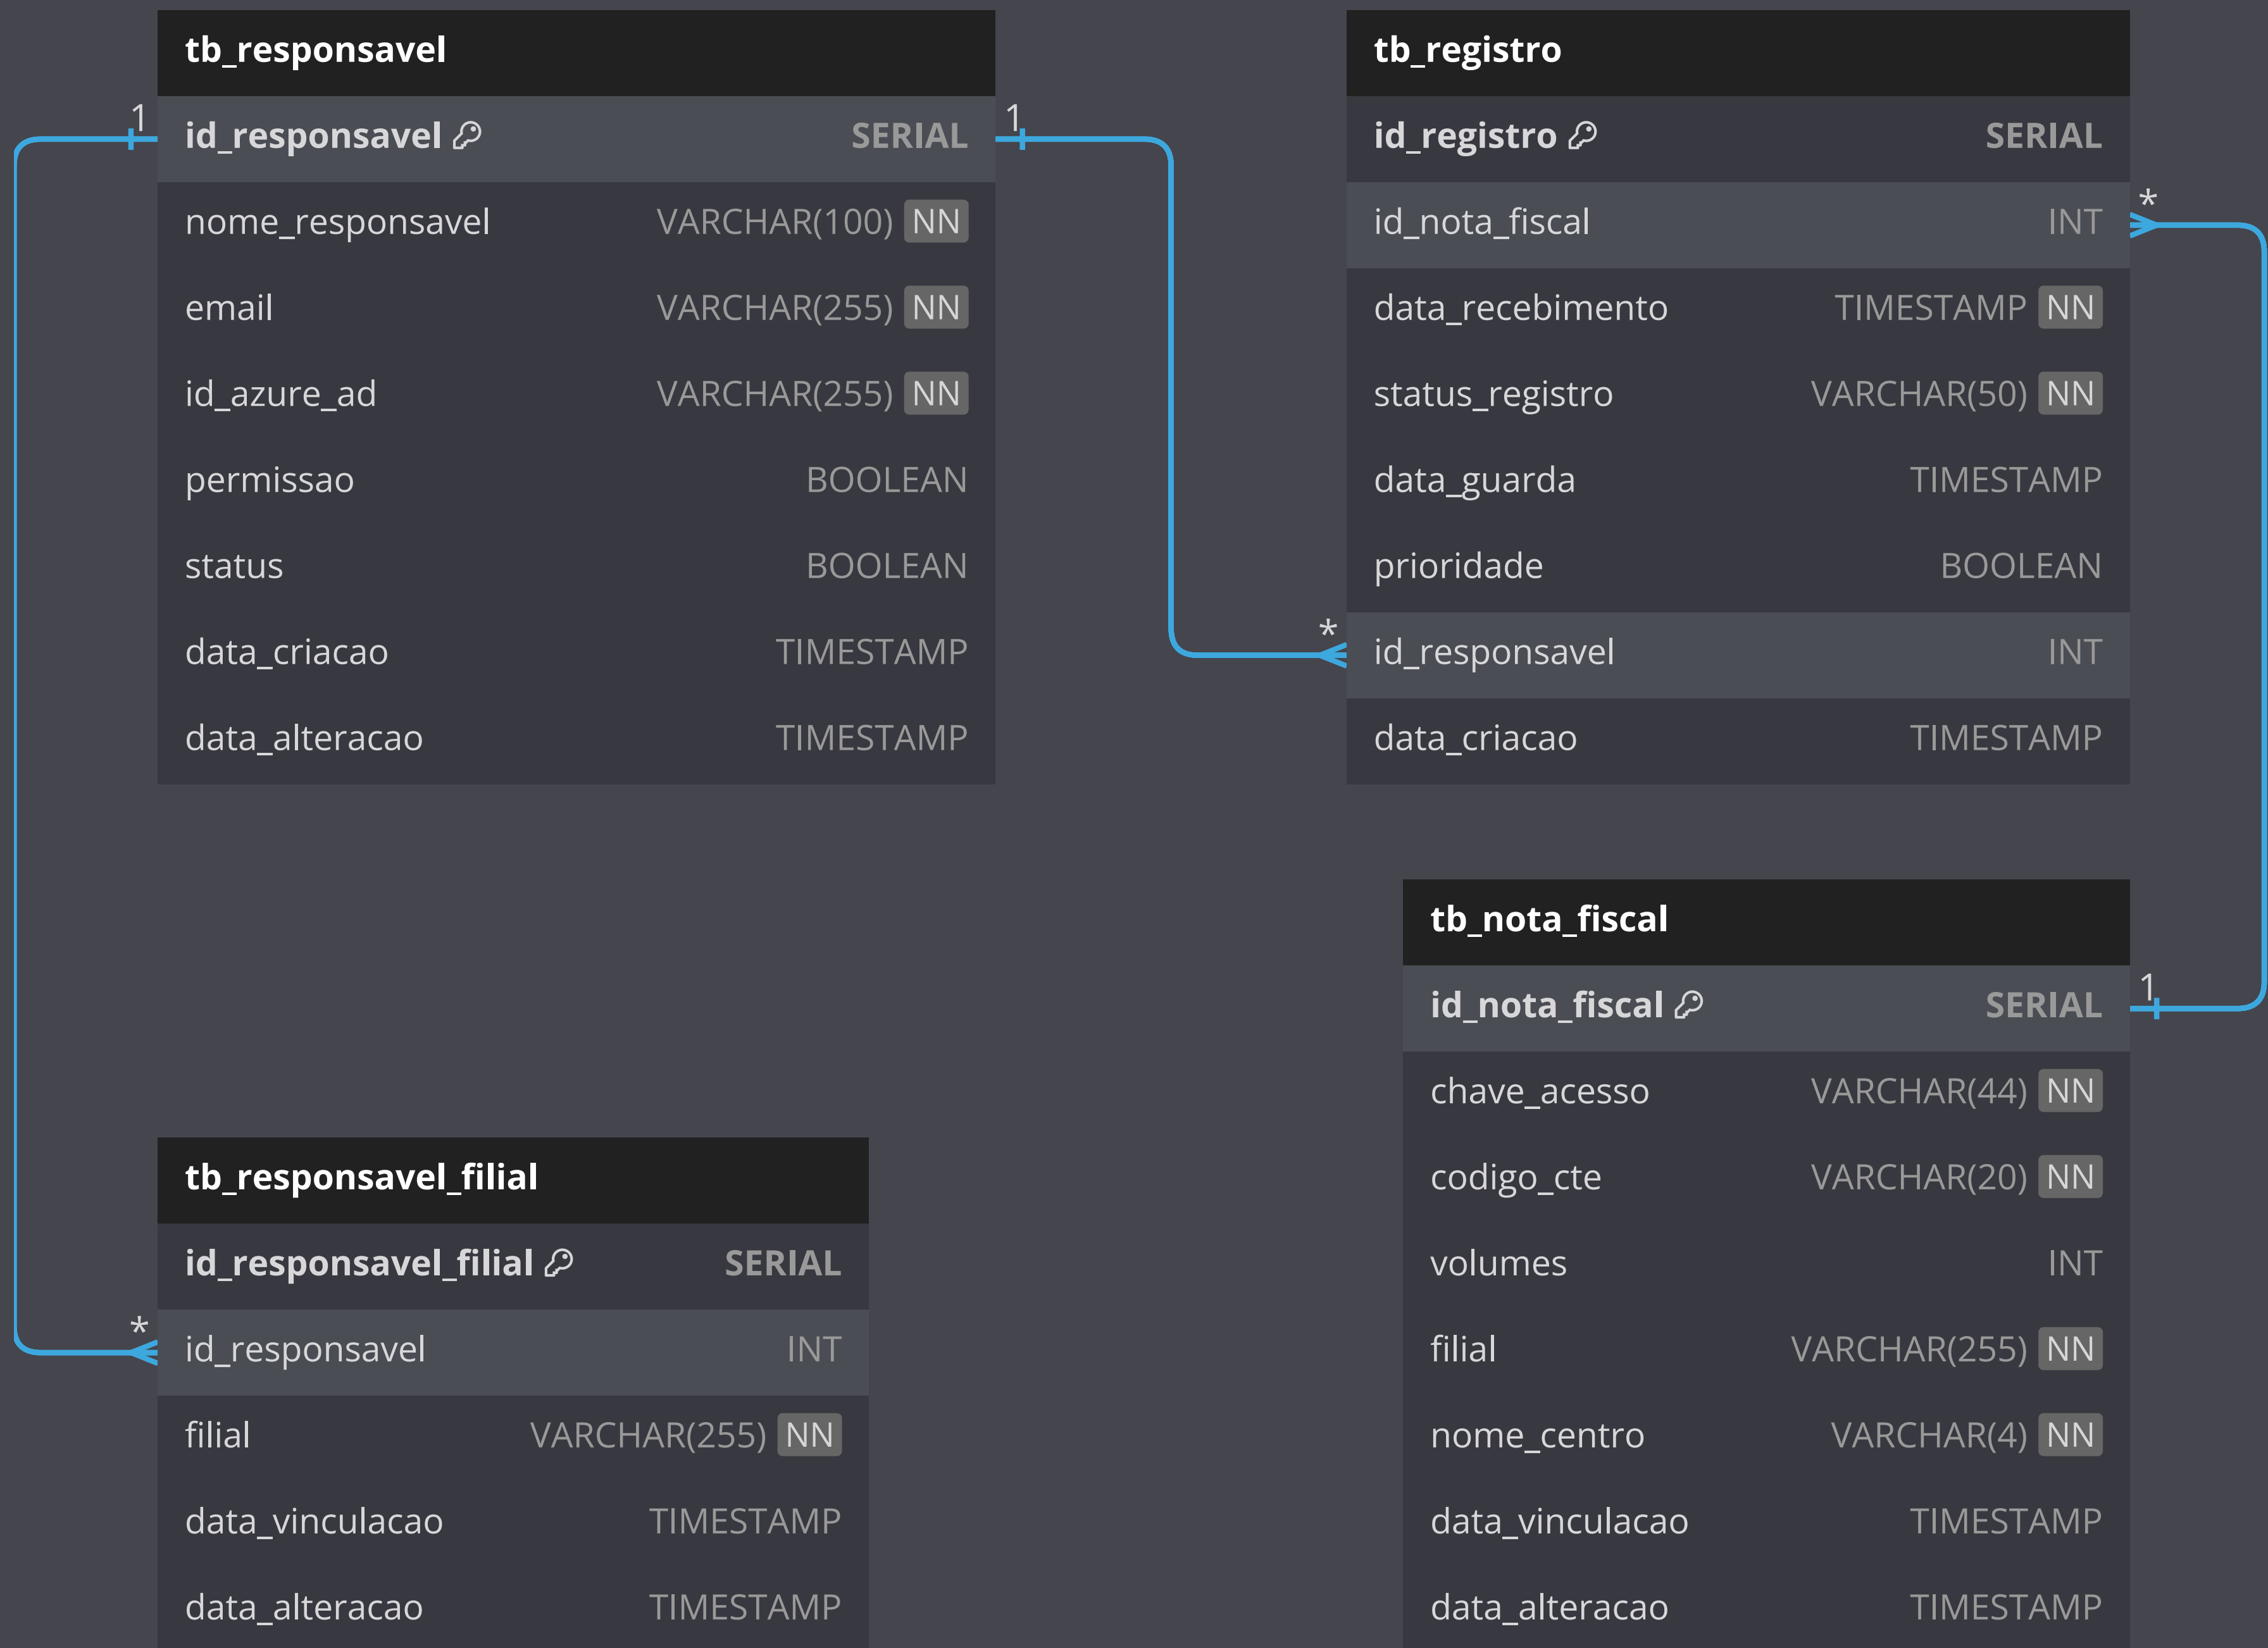 tb_responsavel
1
1
id_responsavel SERIAL
nome_responsavel VARCHAR(100) NN
email VARCHAR(255) NN
id_azure_ad VARCHAR(255) NN
permissao BOOLEAN
status BOOLEAN
data_criacao TIMESTAMP
data_alteracao TIMESTAMP
tb_registro
id_registro SERIAL
*
id_nota_fiscal INT
data_recebimento TIMESTAMP NN
status_registro VARCHAR(50) NN
data_guarda TIMESTAMP
prioridade BOOLEAN
*
id_responsavel INT
data_criacao TIMESTAMP
tb_responsavel_filial
id_responsavel_filial SERIAL
*
id_responsavel INT
filial VARCHAR(255) NN
data_vinculacao TIMESTAMP
data_alteracao TIMESTAMP
tb_nota_fiscal
1
id_nota_fiscal SERIAL
chave_acesso VARCHAR(44) NN
codigo_cte VARCHAR(20) NN
volumes INT
filial VARCHAR(255) NN
nome_centro VARCHAR(4) NN
data_vinculacao TIMESTAMP
data_alteracao TIMESTAMP